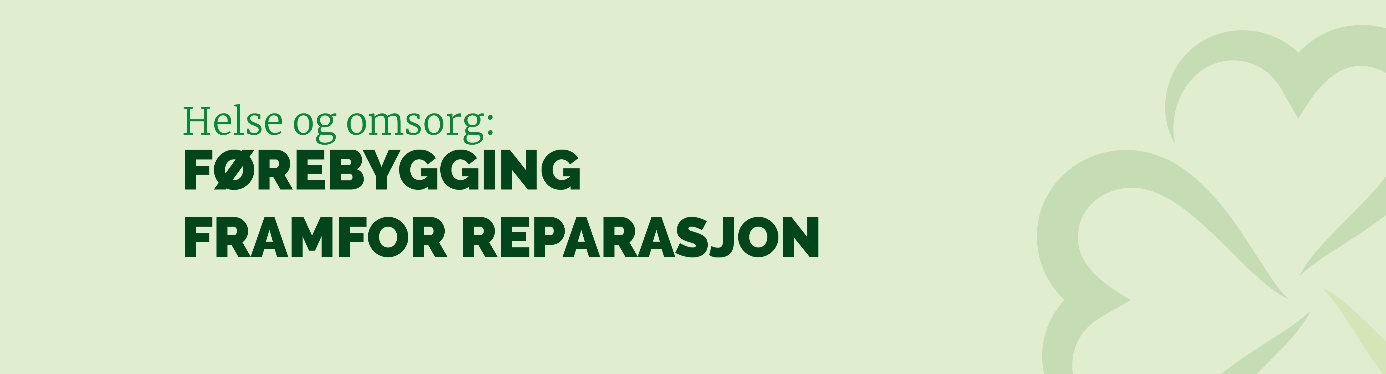 Helse og omsorg:
FØREBYGGING
FRAMFOR REPARASJON